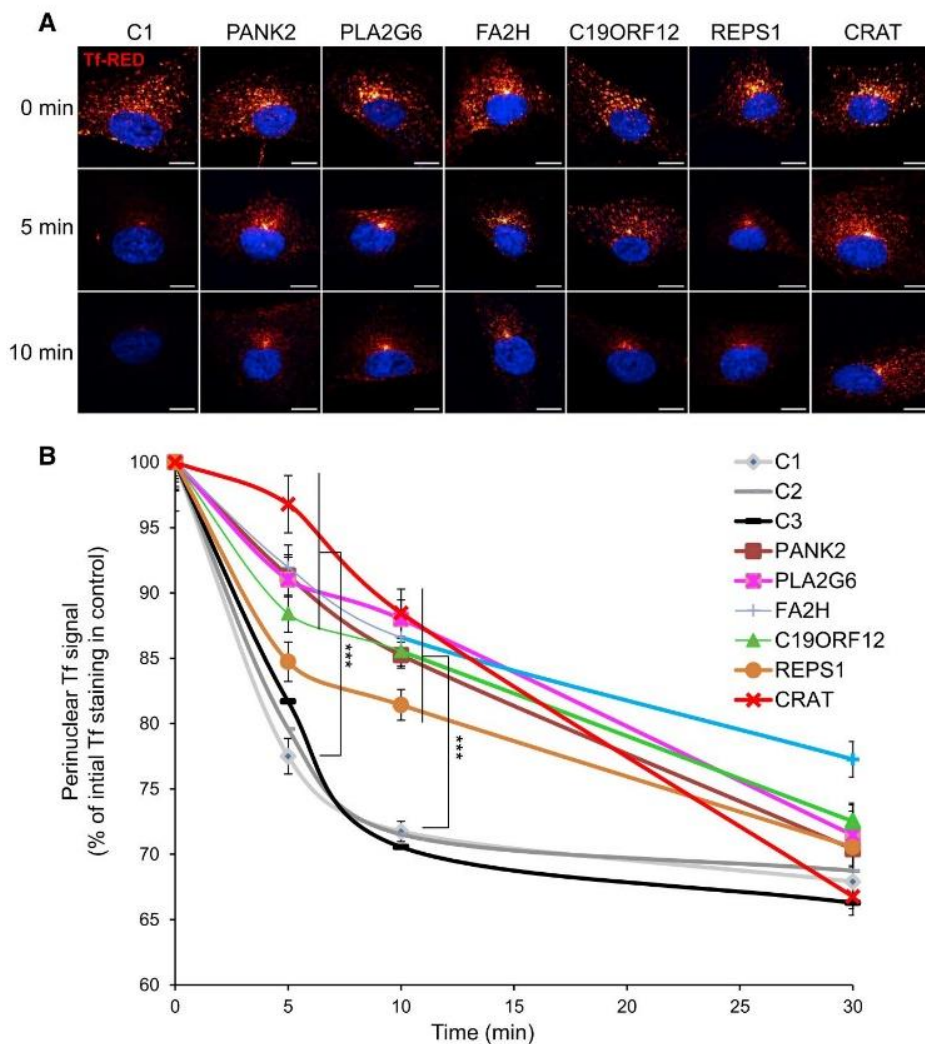 A
C1 PANK2 PLA2G6 FA2H C19ORF12 REPS1 CRAT
Tf-RED
0 min
5 min
10 min
B
Perinuclear Tf signal
(% of intial Tf staining in control)
100
95
90
85
80
75
70
65
60
***
***
C1
C2
C3
PANK2
PLA2G6
FA2H
C19ORF12
REPS1
CRAT
0 5 10 15 20 25 30
Time (min)